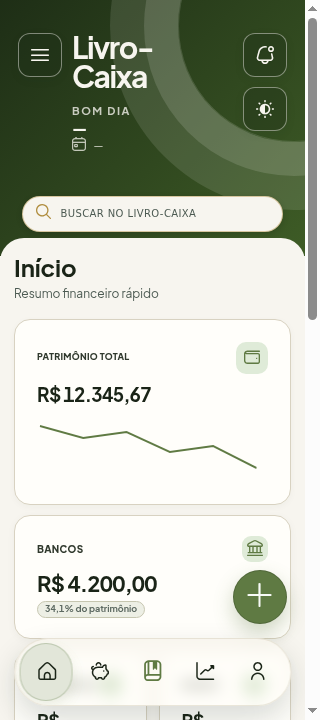 Livro-
Caixa
BOM DIA
—
—
BUSCAR NO LIVRO-CAIXA
Início
Resumo financeiro rápido
PATRIMÔNIO TOTAL
R$ 12.345,67
BANCOS
R$ 4.200,00
34,1% do patrimônio
R$ R$